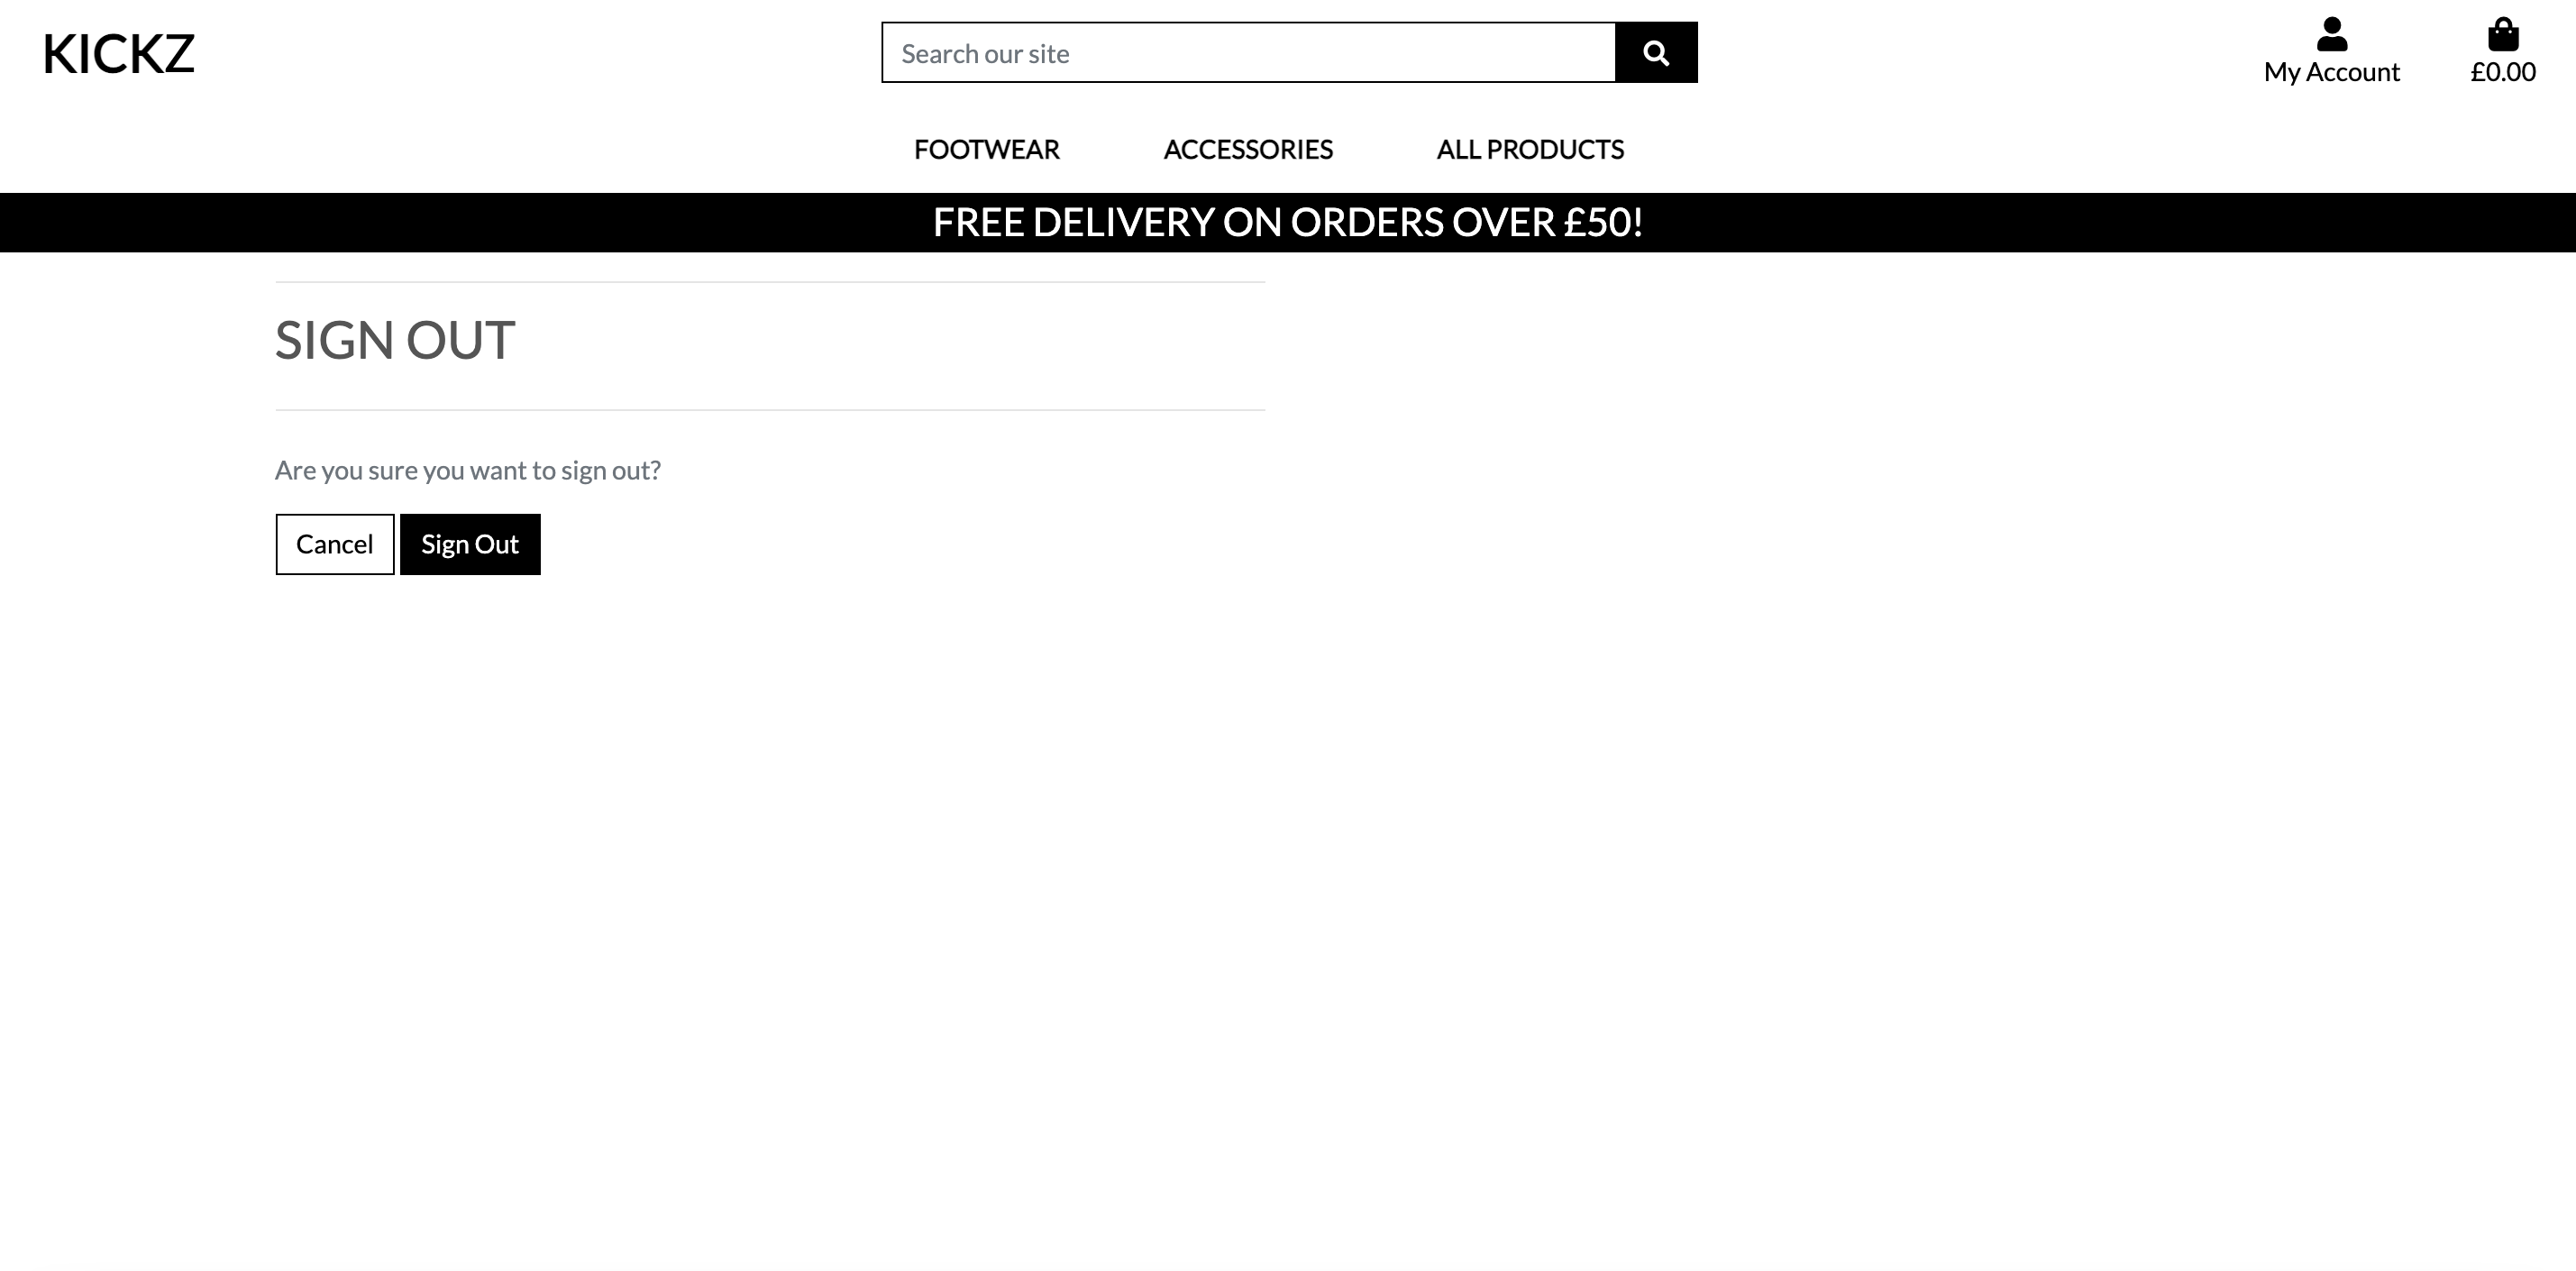 KICKZ
Search our site
My Account
£0.00
FOOTWEAR
ACCESSORIES
ALL PRODUCTS
FREE DELIVERY ON ORDERS OVER £50!
SIGN OUT
Are you sure you want to sign out?
Cancel
Sign Out